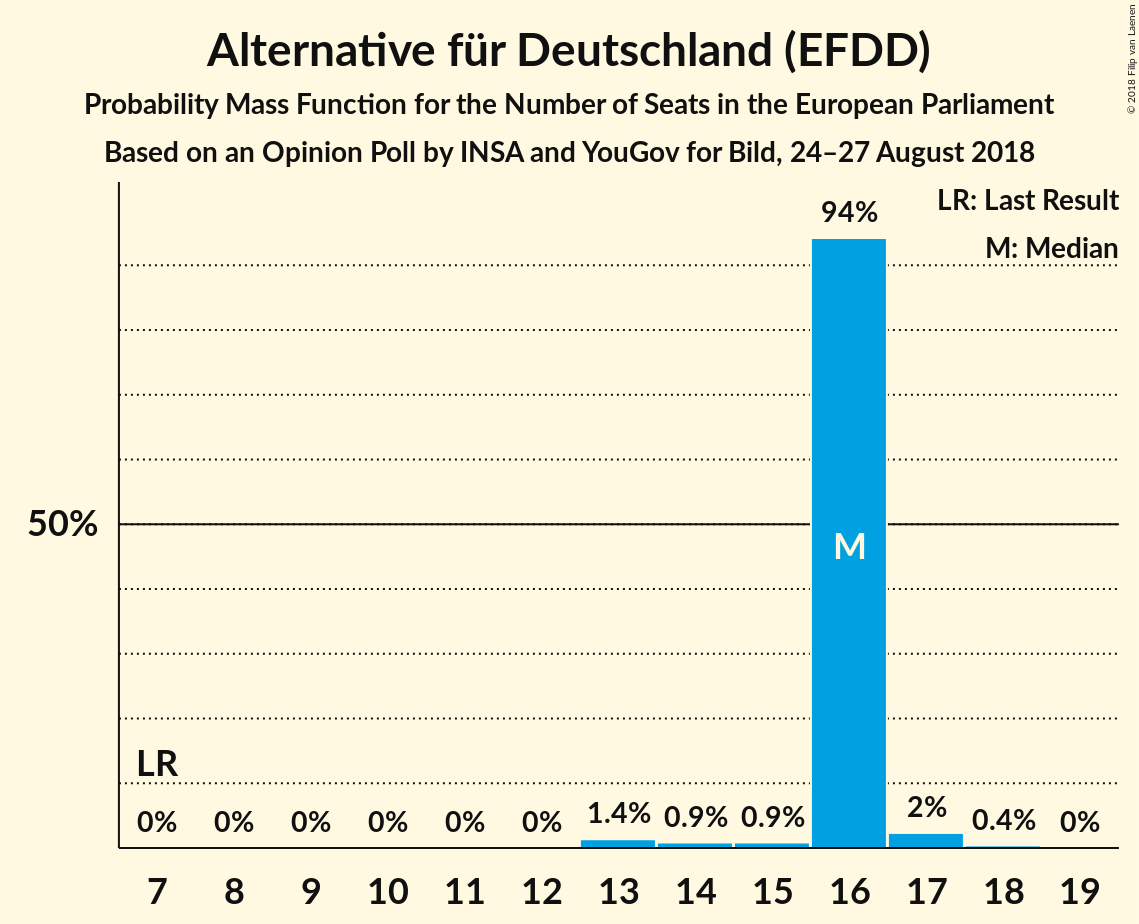 Alternative für Deutschland (EFDD)
Probability Mass Function for the Number of Seats in the European Parliament
Based on an Opinion Poll by INSA and YouGov for Bild, 24–27 August 2018
© 2018 Filip van Laenen
LR: Last Result
M: Median
94%
50%
M
LR
0% 0% 0% 0% 0% 0% 1.4% 0.9% 0.9% 2% 0.4% 0%
7 8 9 10 11 12 13 14 15 16 17 18 19